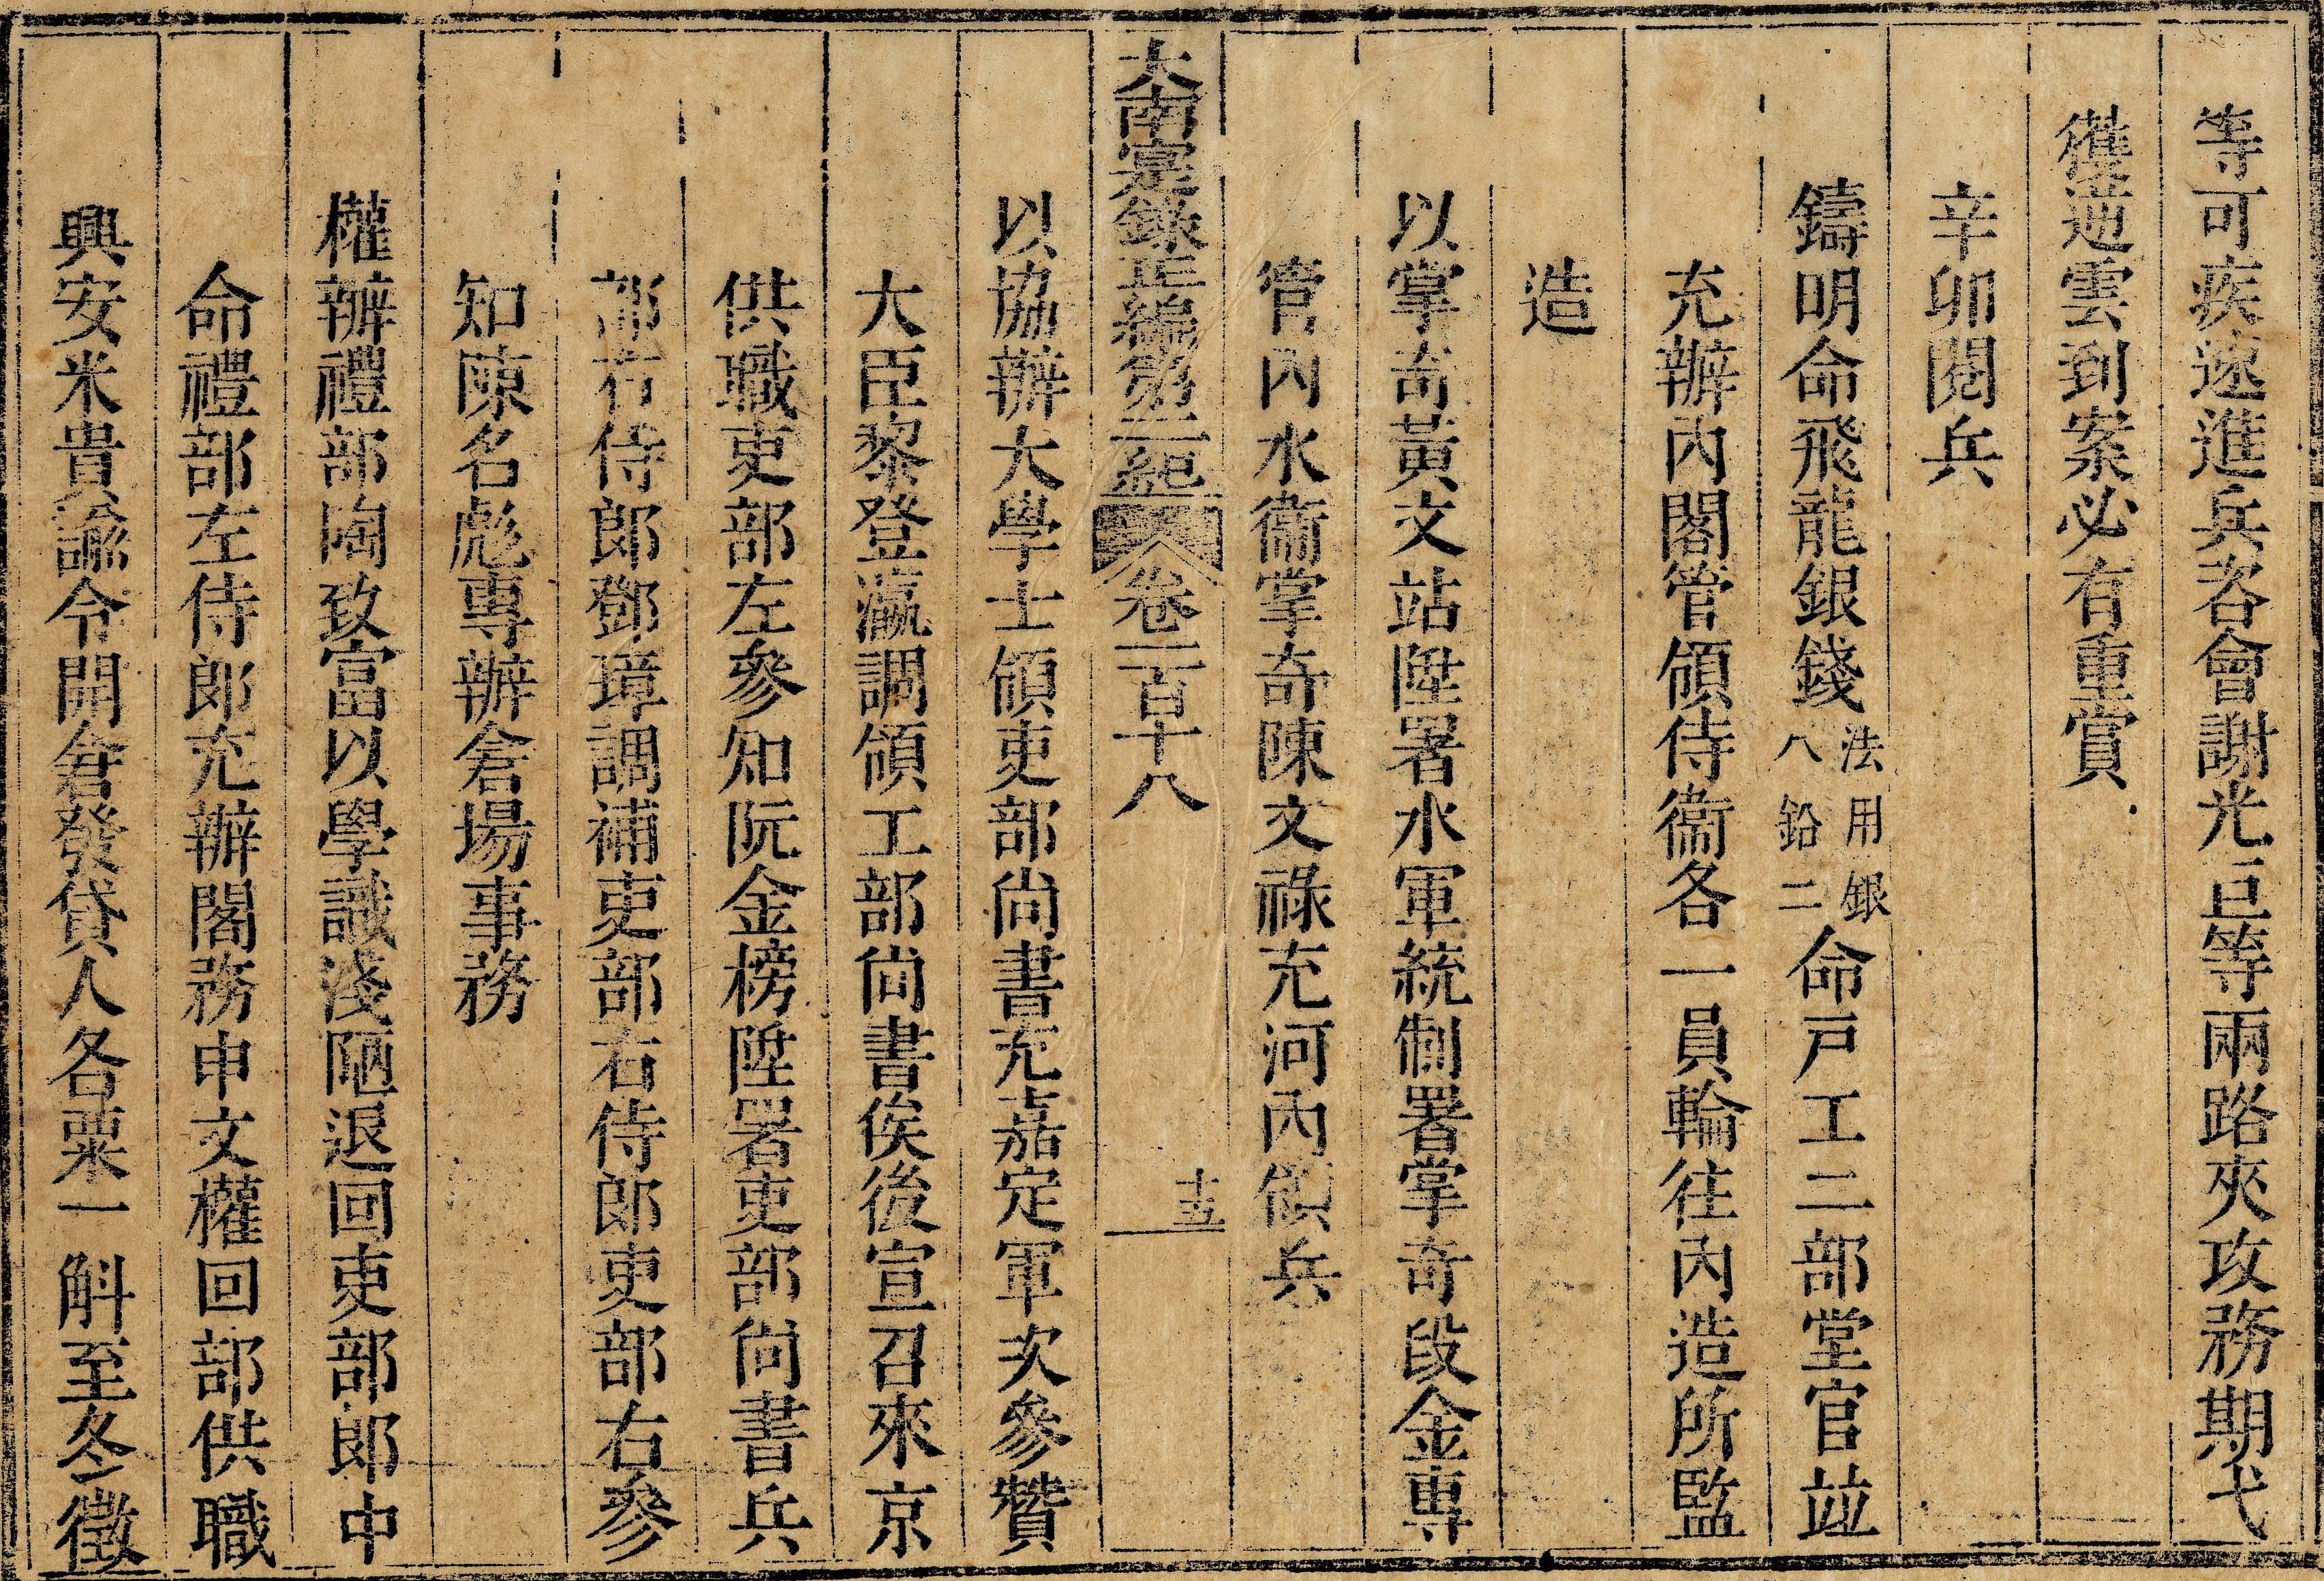 等可疾速進兵咨會謝光巨等兩路夾攻務期弋
獲逆雲到案必有重賞
辛卯閱兵
鑄明命飛龍銀錢法用銀八鉛二命戸工二部堂官竝
充辦內閣管領侍衞各一員輪往內造所監
造
以掌奇黃文站陞署水軍統制署掌奇段金專
管內水衞掌奇陳文祿充河內領兵
大南寔錄正編第二紀 卷一百十八 十五
以協辦大學士領吏部尚書充嘉定軍次參贊
大臣黎登瀛調領工部尚書俟後宣召來京
供職吏部左參知阮金榜陞署吏部尚書兵
部右侍郎鄧璋調補吏部右侍郎吏部右參
知陳名彪專辦倉場事務
權辦禮部陶致富以學識淺陋退回吏部郎中
命禮部左侍郎充辦閣務申文權回部供職
興安米貴諭令開倉發貸人各粟一斛至冬徵